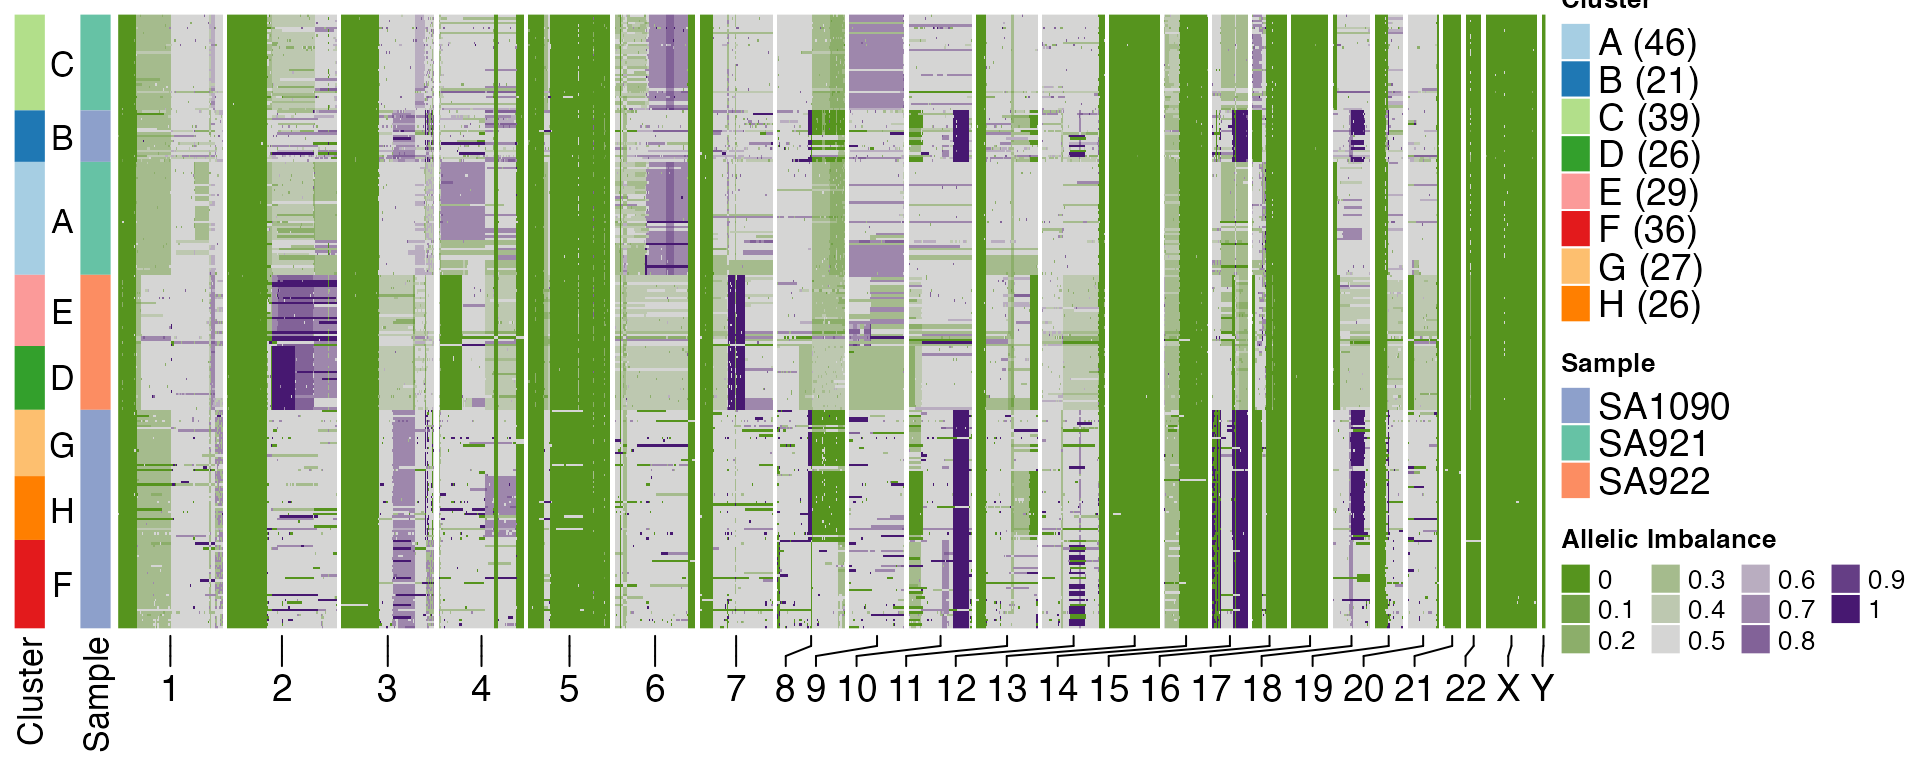 Cluster
A (46)
B (21)
C (39)
D (26)
E (29)
F (36)
G (27)
H (26)
Sample
SA1090
SA921
SA922
Allelic Imbalance
0 0.3 0.6 0.9
0.1 0.4 0.7 1
0.2 0.5 0.8
C
B
A
E
D
G
H
F
Cluster
Sample
1 2 3 4 5 6 7 8 9 10 11 12 13 14 15 16 17 18 19 20 21 22 X Y